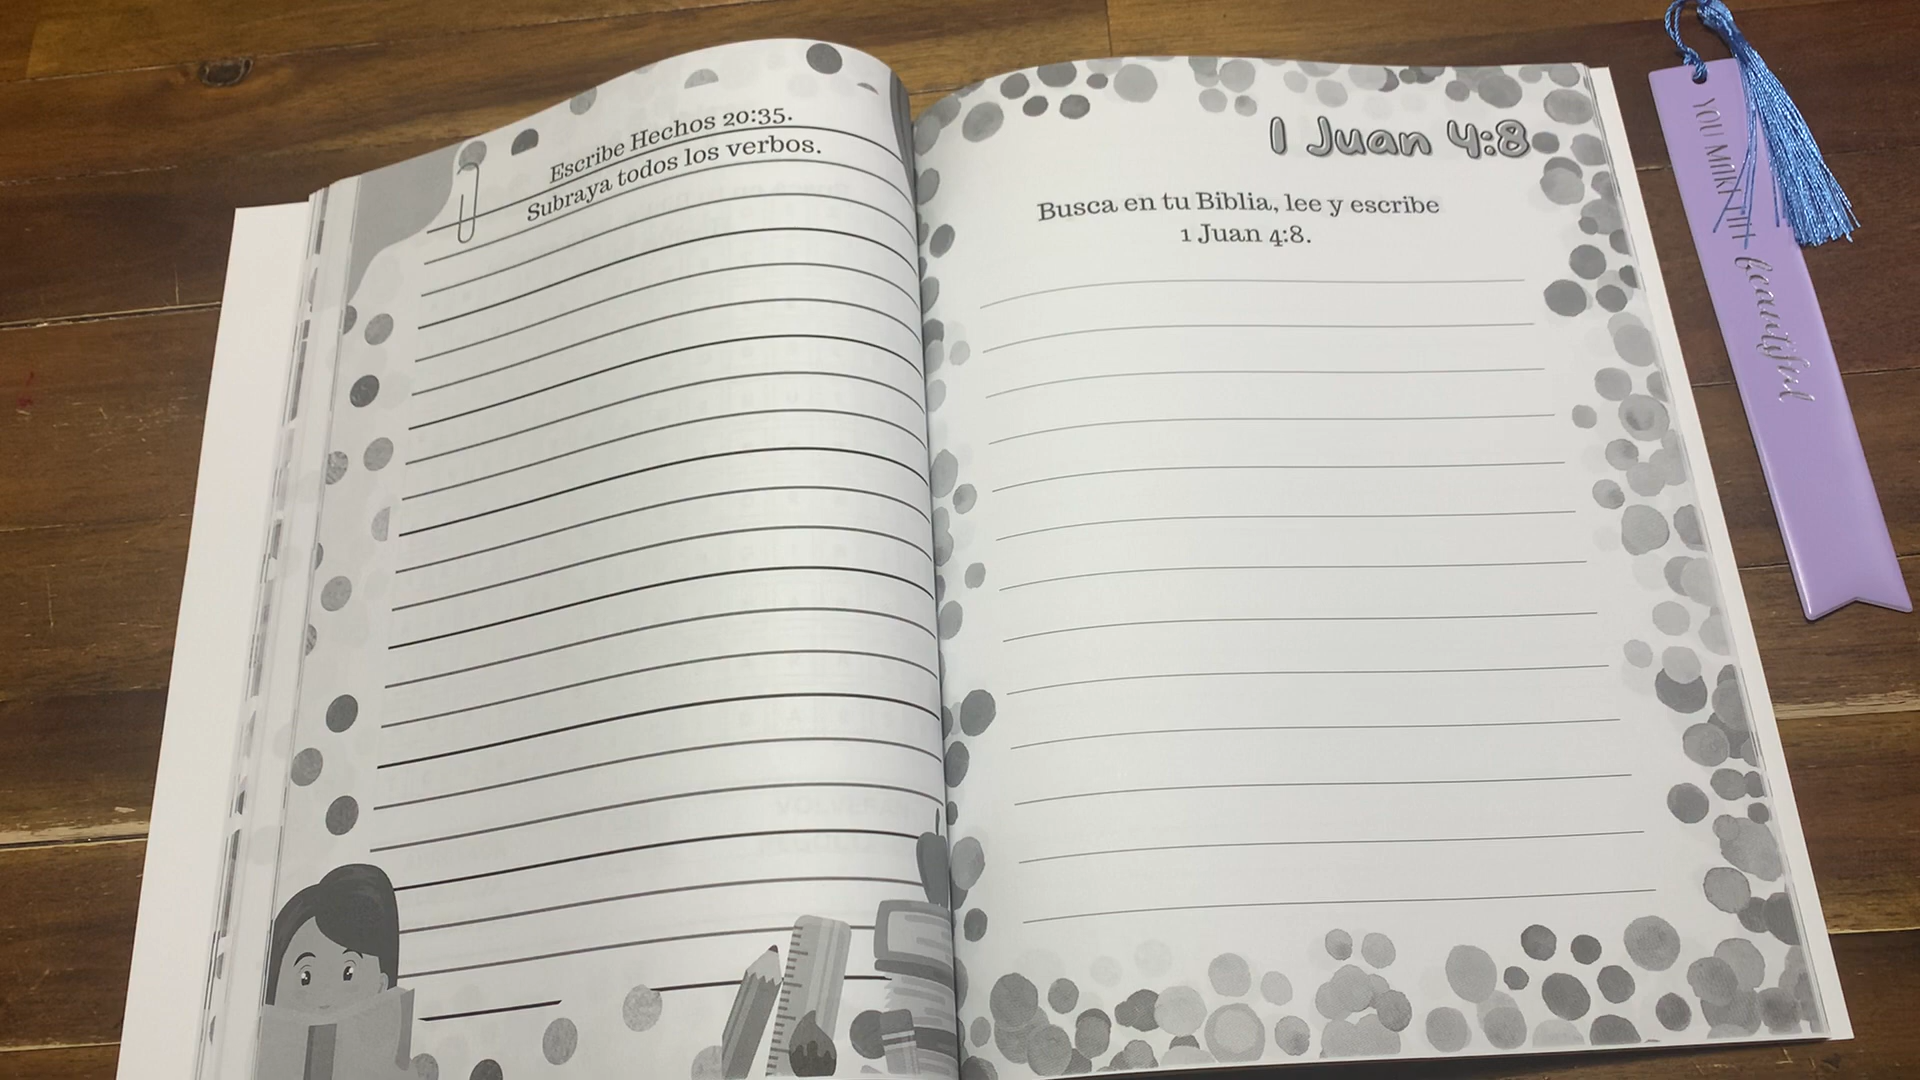 Escribe Hechos 20:35.
Subraya todos los verbos.
1 Juan 4:8
Busca en tu Biblia, lee y escribe
1 Juan 4:8.
YOU
beautiful